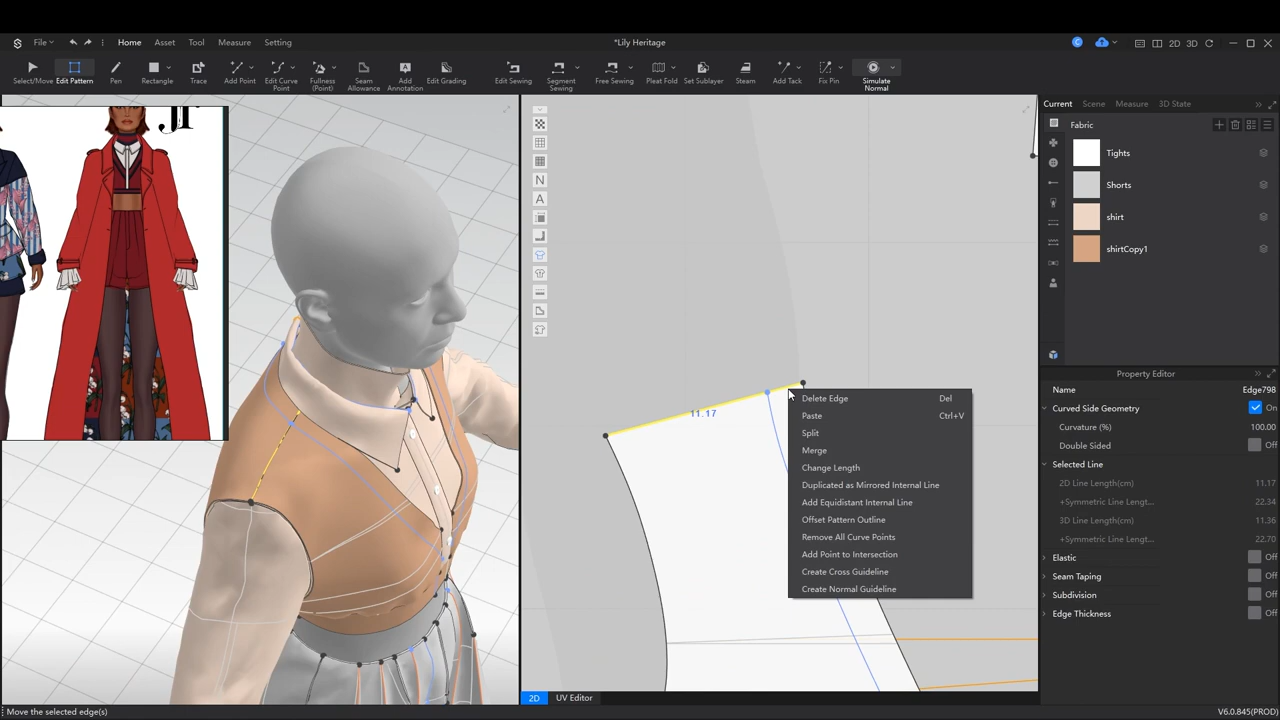 File
Home
Asset
Tool
Measure
Setting
*Lily Heritage
C
2D
3D
Select/Move
Edit Pattern
Pen
Rectangle
Trace
Add Point
Edit Curve
Point
Fullness
(Point)
Seam
Allowance
Add
Annotation
Edit Grading
Edit Sewing
Segment
Sewing
Free Sewing
Pleat Fold
Set Sublayer
Steam
Add Tack
Fix Pin
Simulate
Normal
N
A
11.17
Delete Edge Del
Paste Ctrl+V
Split
Merge
Change Length
Duplicated as Mirrored Internal Line
Add Equidistant Internal Line
Offset Pattern Outline
Remove All Curve Points
Add Point to Intersection
Create Cross Guideline
Create Normal Guideline
Current Scene Measure 3D State
Fabric
Tights
Shorts
shirt
shirtCopy1
Property Editor
Name Edge798
Curved Side Geometry On
Curvature (%) 100.00
Double Sided Off
Selected Line
2D Line Length(cm) 11.17
+Symmetric Line Lengt... 22.34
3D Line Length(cm) 11.36
+Symmetric Line Lengt... 22.70
Elastic Off
Seam Taping Off
Subdivision Off
Edge Thickness Off
2D
UV Editor
Move the selected edge(s)
V6.0.845(PROD)